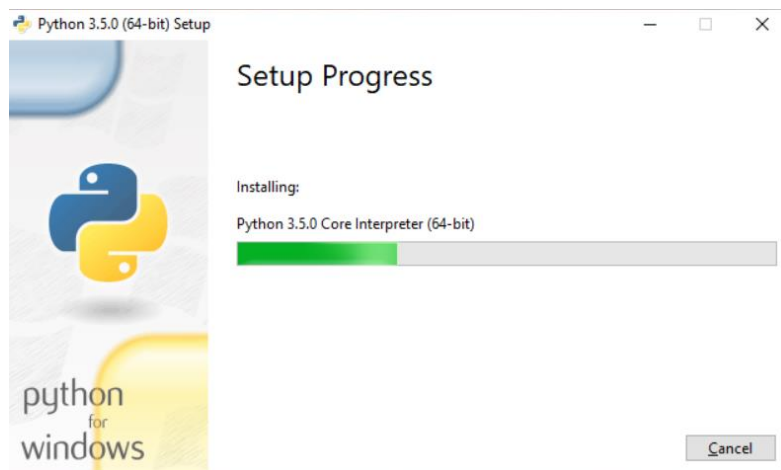 Python 3.5.0 (64-bit) Setup
Setup Progress
Installing:
Python 3.5.0 Core Interpreter (64-bit)
python
for
windows
Cancel